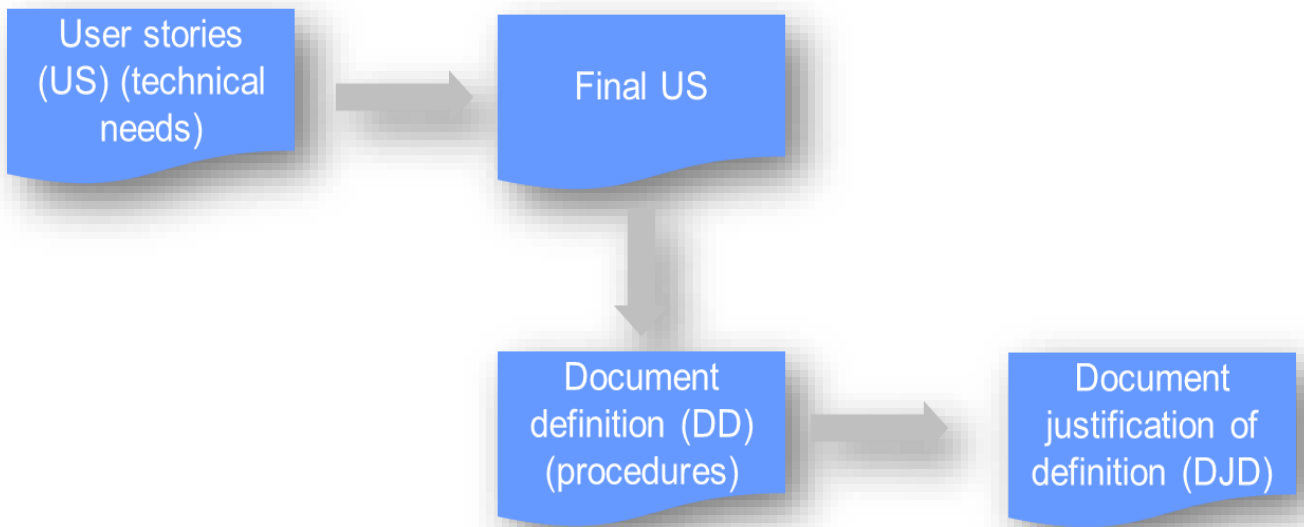 User stories
(US) (technical
needs)
Final US
Document
definition (DD)
(procedures)
Document
justification of
definition (DJD)